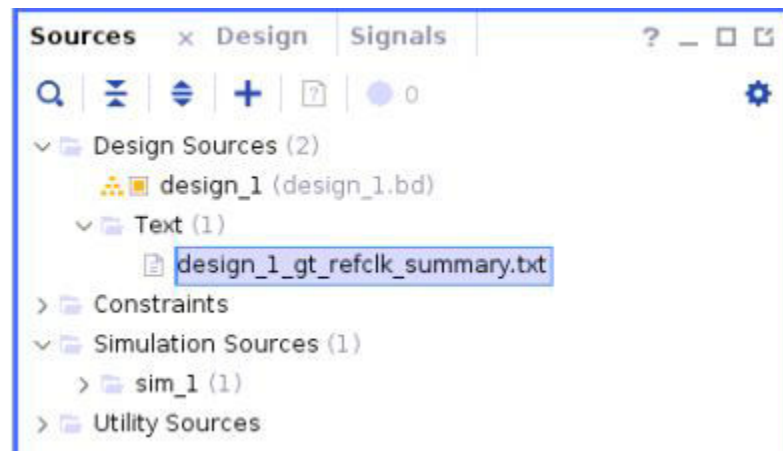 Sources × Design Signals ? _
? 0
Design Sources (2)
design_1 (design_1.bd)
Text (1)
design_1_gt_refclk_summary.txt
Constraints
Simulation Sources (1)
sim_1 (1)
Utility Sources